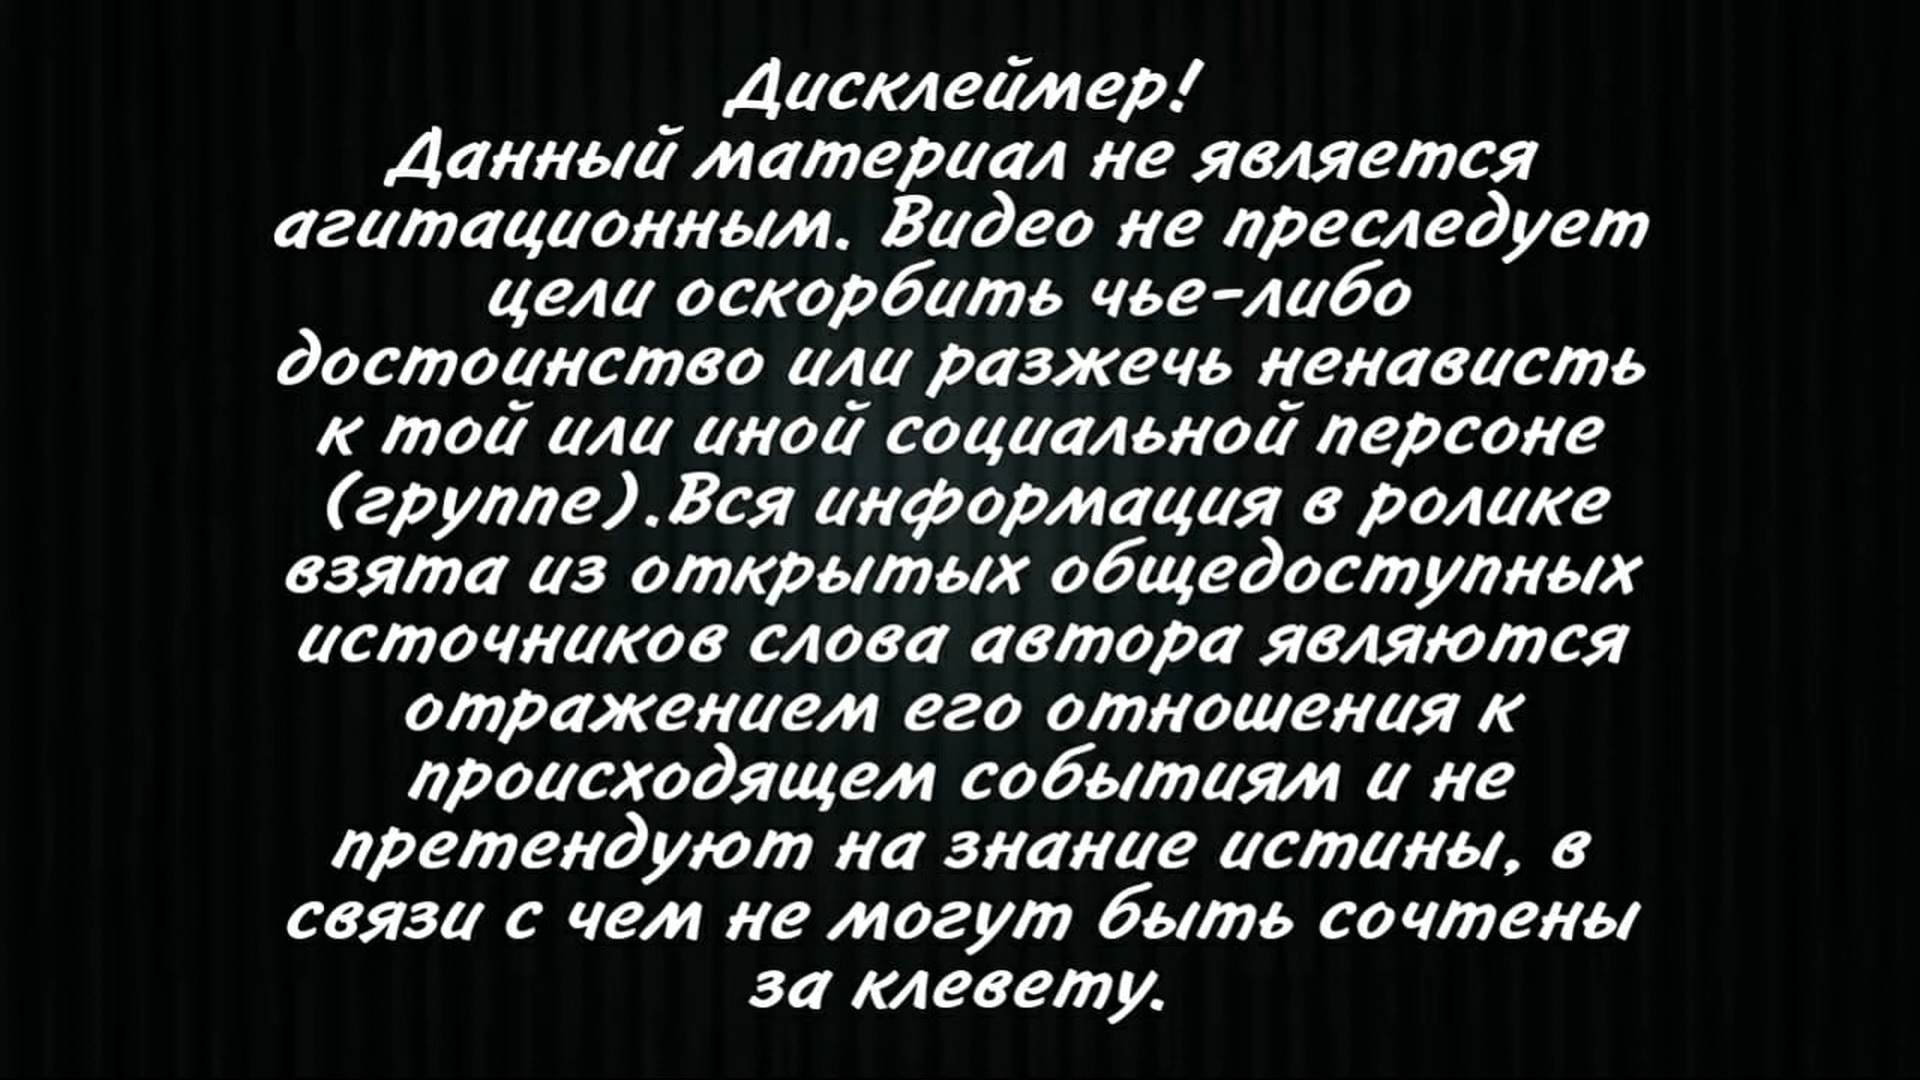 Дисклеймер!
Данный материал не является
агитационным. Видео не преследует
цели оскорбить чье-либо
достоинство или разжечь ненависть
к той или иной социальной персоне
(группе).Вся информация в ролике
взята из открытых общедоступных
источников слова автора являются
отражением его отношения к
происходящем событиям и не
претендуют на знание истины, в
связи с чем не могут быть сочтены
за клевету.